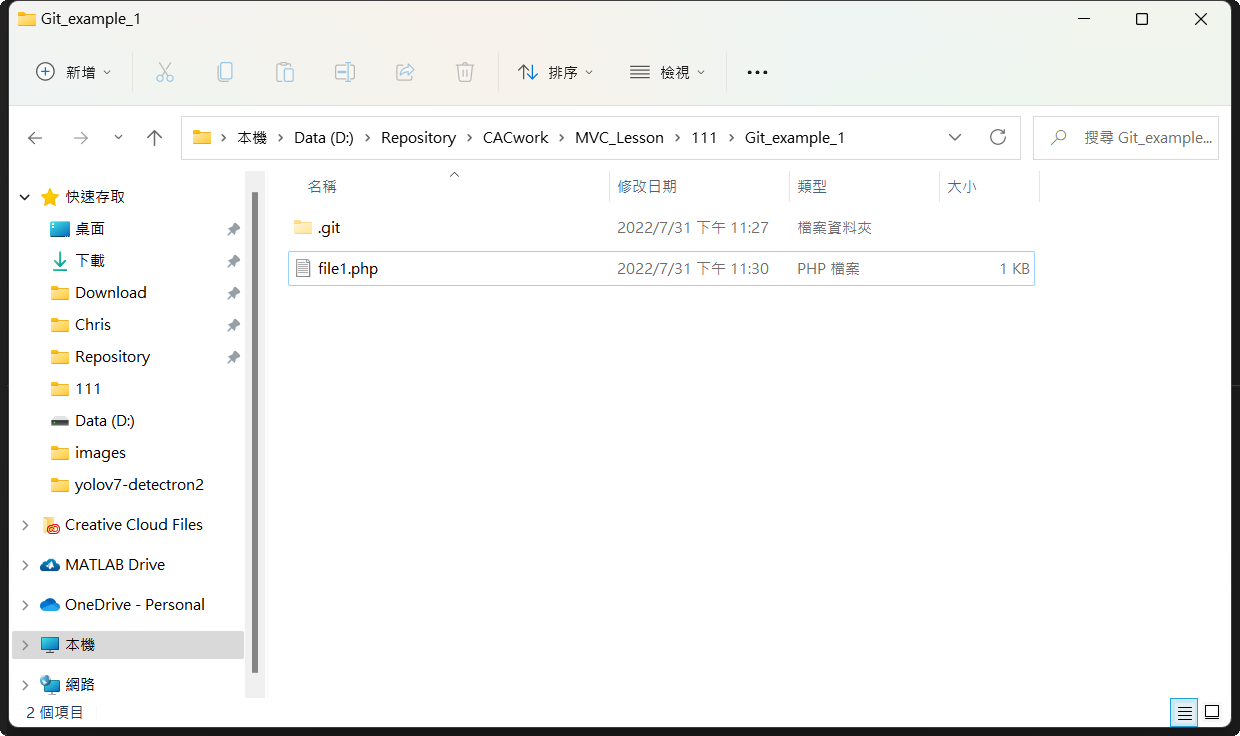 Git_example_1
新增
排序
檢視
本機 Data (D:) Repository CACwork MVC_Lesson 111 Git_example_1
搜尋 Git_example...
名稱 修改日期 類型 大小
.git 2022/7/31 下午 11:27 檔案資料夾
file1.php 2022/7/31 下午 11:30 PHP 檔案 1 KB
快速存取
桌面
下載
Download
Chris
Repository
111
Data (D:)
images
yolov7-detectron2
Creative Cloud Files
MATLAB Drive
OneDrive - Personal
本機
網路
2 個項目